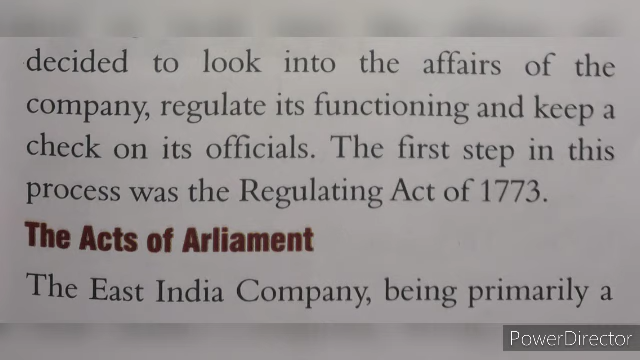 decided to look into the affairs of the
company, regulate its functioning and keep a
check on its officials. The first step in this
process was the Regulating Act of 1773.
The Acts of Arliament
The East India Company, being primarily a
PowerDirector